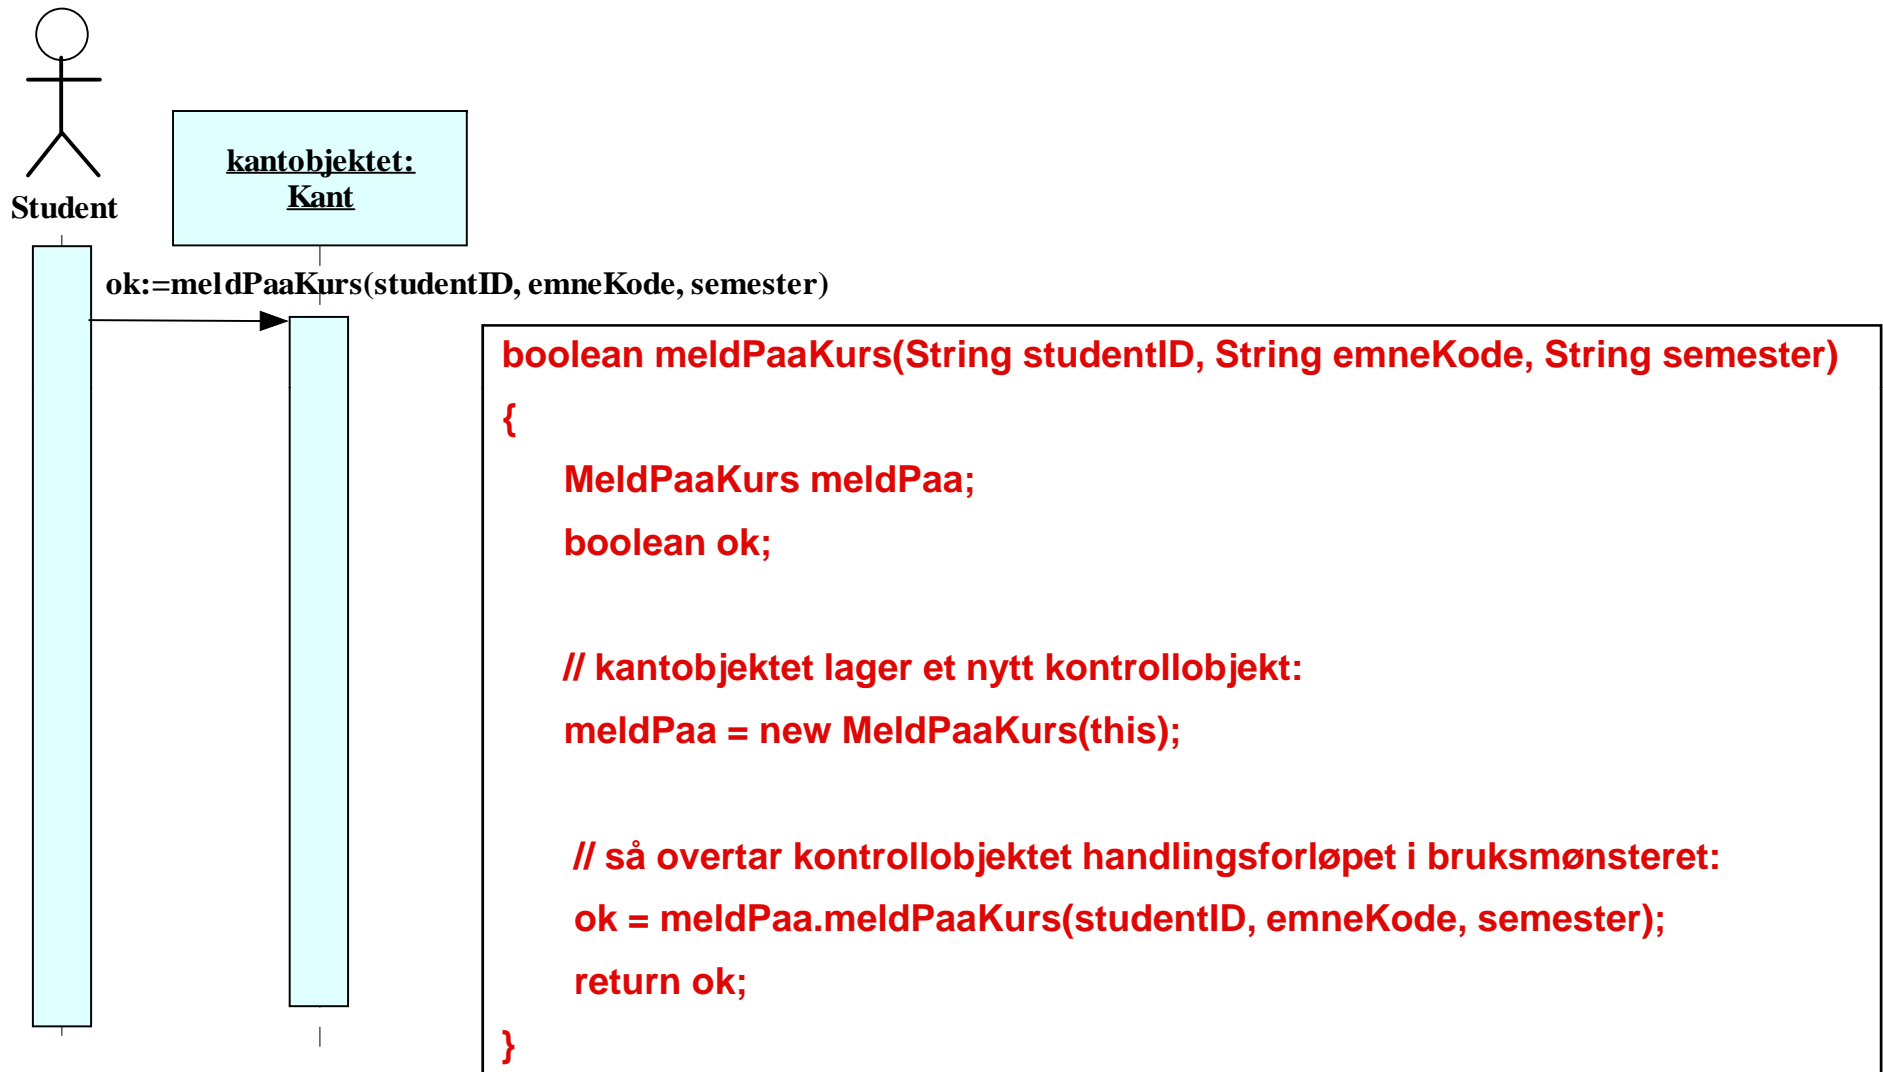 Student
kantobjektet:
Kant
ok:=meldPaaKurs(studentID, emneKode, semester)
boolean meldPaaKurs(String studentID, String emneKode, String semester)
{
MeldPaaKurs meldPaa;
boolean ok;
// kantobjektet lager et nytt kontrollobjekt:
meldPaa = new MeldPaaKurs(this);
// så overtar kontrollobjektet handlingsforløpet i bruksmønsteret:
ok = meldPaa.meldPaaKurs(studentID, emneKode, semester);
return ok;
}